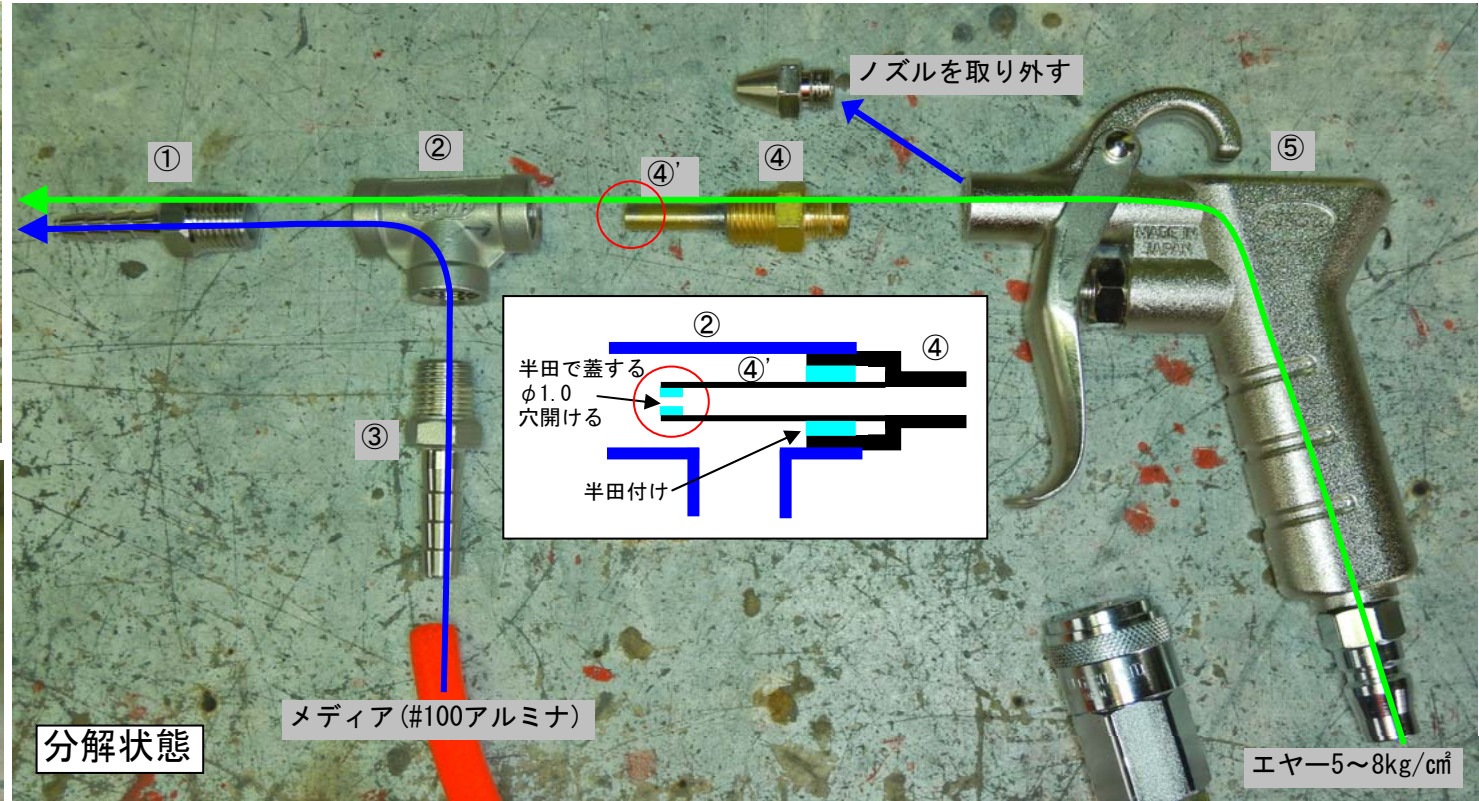 ノズルを取り外す
①
②
④'
④
⑤
MADE IN
JAPAN
②
④
半田で蓋する
④'
φ1.0
穴開ける
③
半田付け
メディア(#100アルミナ)
分解状態
エヤー5～8kg/c㎡